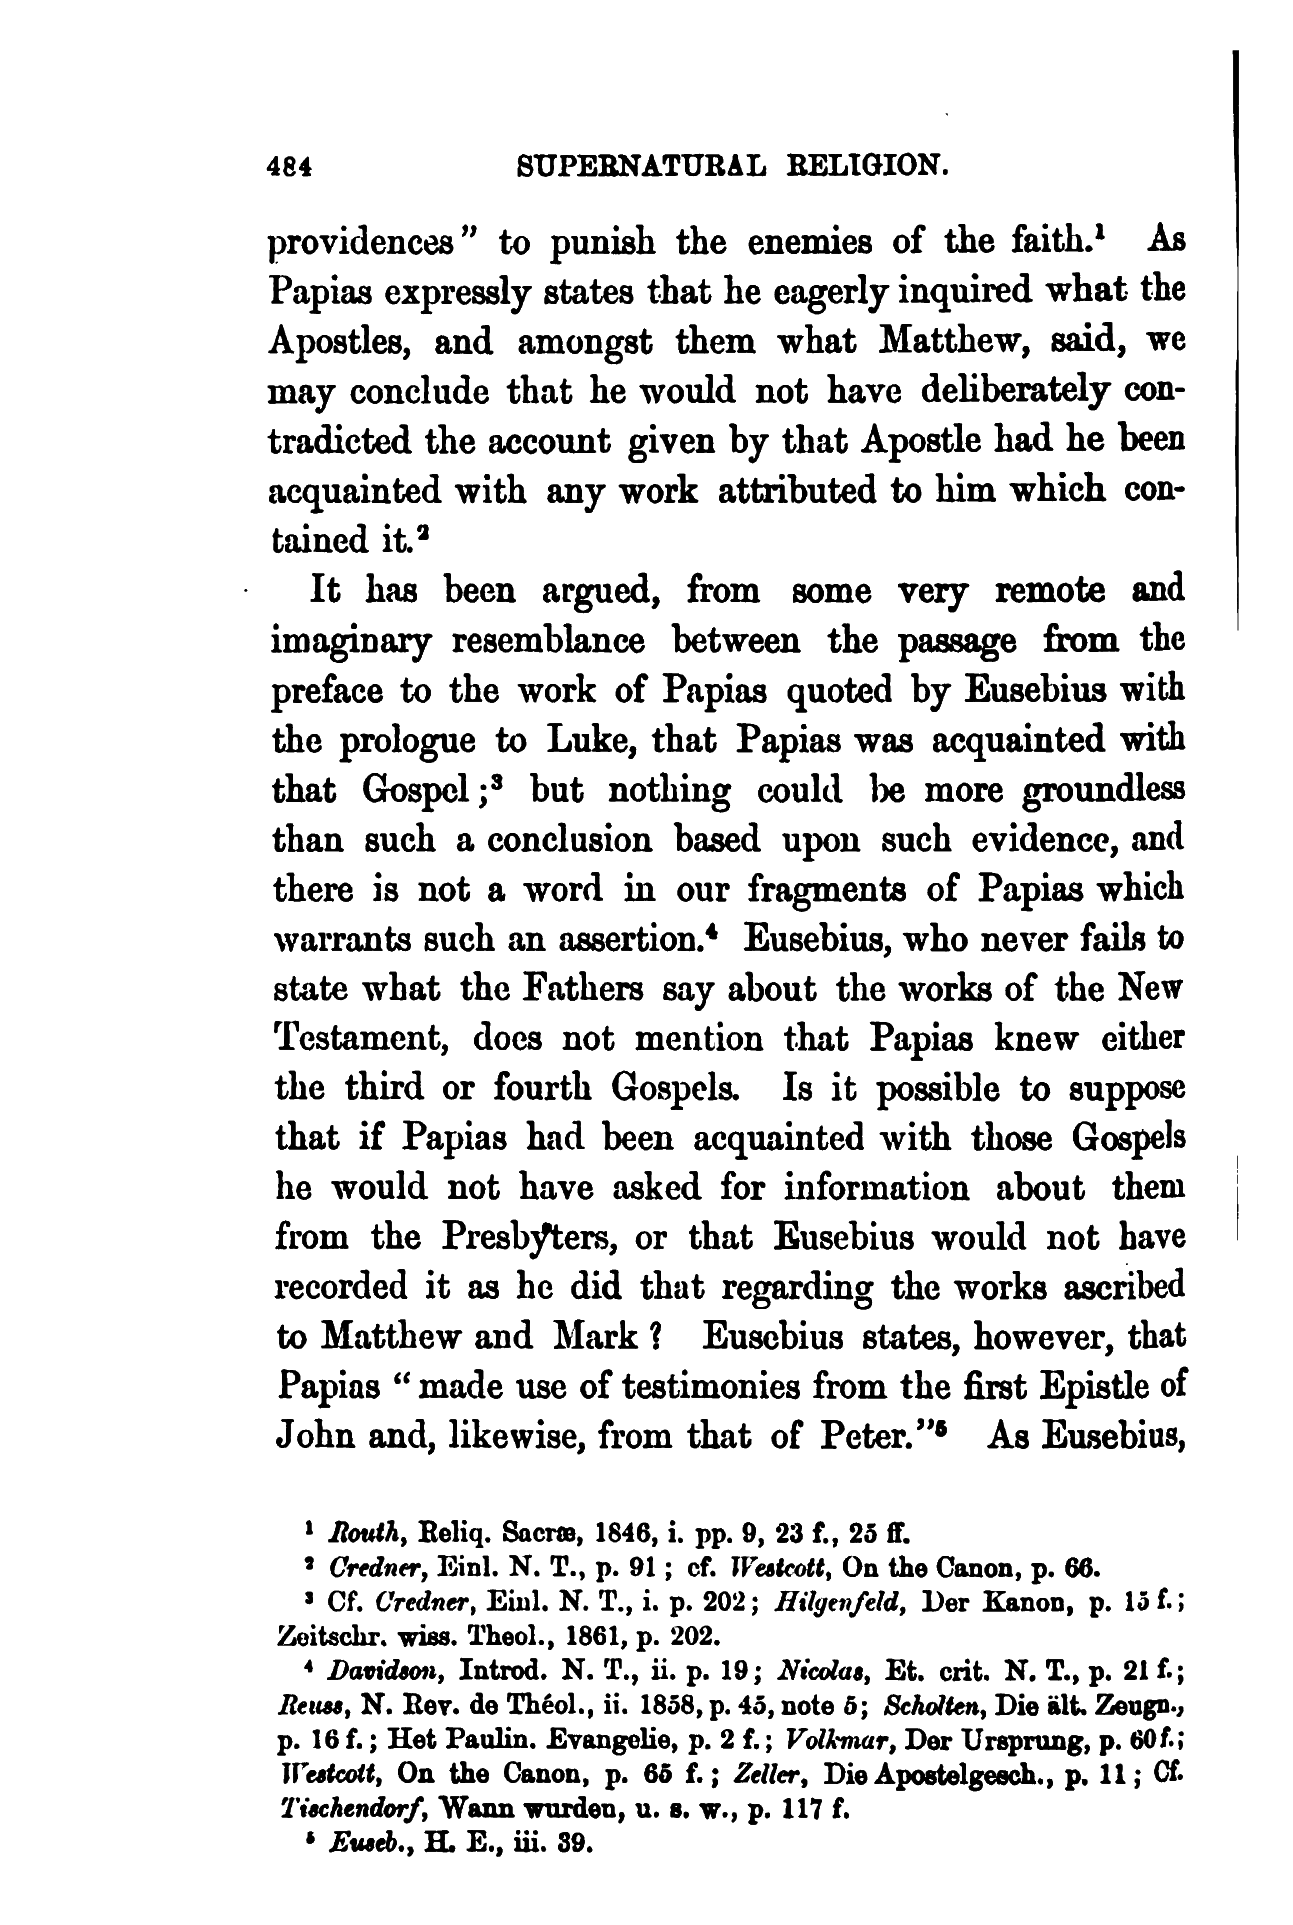 484 SUPERNATURAL RELIGION.
providences" to punish the enemies of the faith.¹ As
Papias expressly states that he eagerly inquired what the
Apostles, and amongst them what Matthew, said, we
may conclude that he would not have deliberately con-
tradicted the account given by that Apostle had he been
acquainted with any work attributed to him which con-
tained it.²
It has been argued, from some very remote and
imaginary resemblance between the passage from the
preface to the work of Papias quoted by Eusebius with
the prologue to Luke, that Papias was acquainted with
that Gospel;³ but nothing could be more groundless
than such a conclusion based upon such evidence, and
there is not a word in our fragments of Papias which
warrants such an assertion.⁴ Eusebius, who never fails to
state what the Fathers say about the works of the New
Testament, does not mention that Papias knew either
the third or fourth Gospels. Is it possible to suppose
that if Papias had been acquainted with those Gospels
he would not have asked for information about them
from the Presbyters, or that Eusebius would not have
recorded it as he did that regarding the works ascribed
to Matthew and Mark? Eusebius states, however, that
Papias "made use of testimonies from the first Epistle of
John and, likewise, from that of Peter."⁵ As Eusebius,
¹ Routh, Reliq. Sacræ, 1846, i. pp. 9, 23 f., 25 ff.
² Credner, Einl. N. T., p. 91; cf. Westcott, On the Canon, p. 66.
³ Cf. Credner, Einl. N. T., i. p. 202; Hilgenfeld, Der Kanon, p. 15 f.;
Zeitschr. wiss. Theol., 1861, p. 202.
⁴ Davidson, Introd. N. T., ii. p. 19; Nicolas, Et. crit. N. T., p. 21 f.;
Reuss, N. Rev. de Théol., ii. 1858, p. 45, note 5; Scholten, Die ält. Zeugn.,
p. 16 f.; Het Paulin. Evangelie, p. 2 f.; Volkmar, Der Ursprung, p. 60 f.;
Westcott, On the Canon, p. 65 f.; Zeller, Die Apostelgesch., p. 11; Cf.
Tischendorf, Wann wurden, u. s. w., p. 117 f.
⁵ Euseb., H. E., iii. 39.